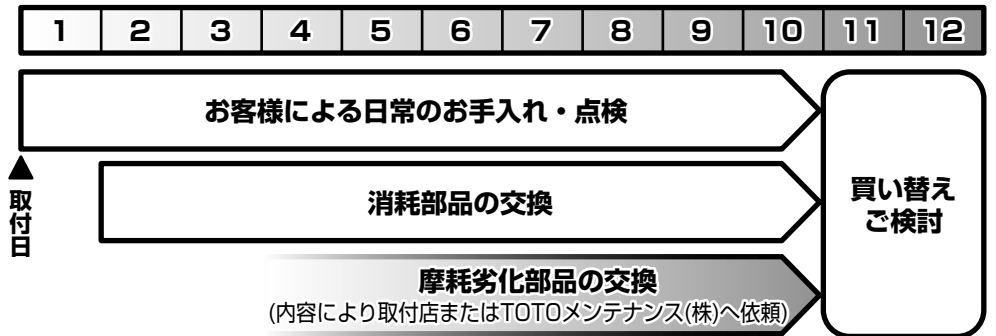 1 2 3 4 5 6 7 8 9 10 11 12
お客様による日常のお手入れ・点検
▲
取付日
消耗部品の交換
買い替え
ご検討
摩耗劣化部品の交換
(内容により取付店またはTOTOメンテナンス(株)へ依頼)